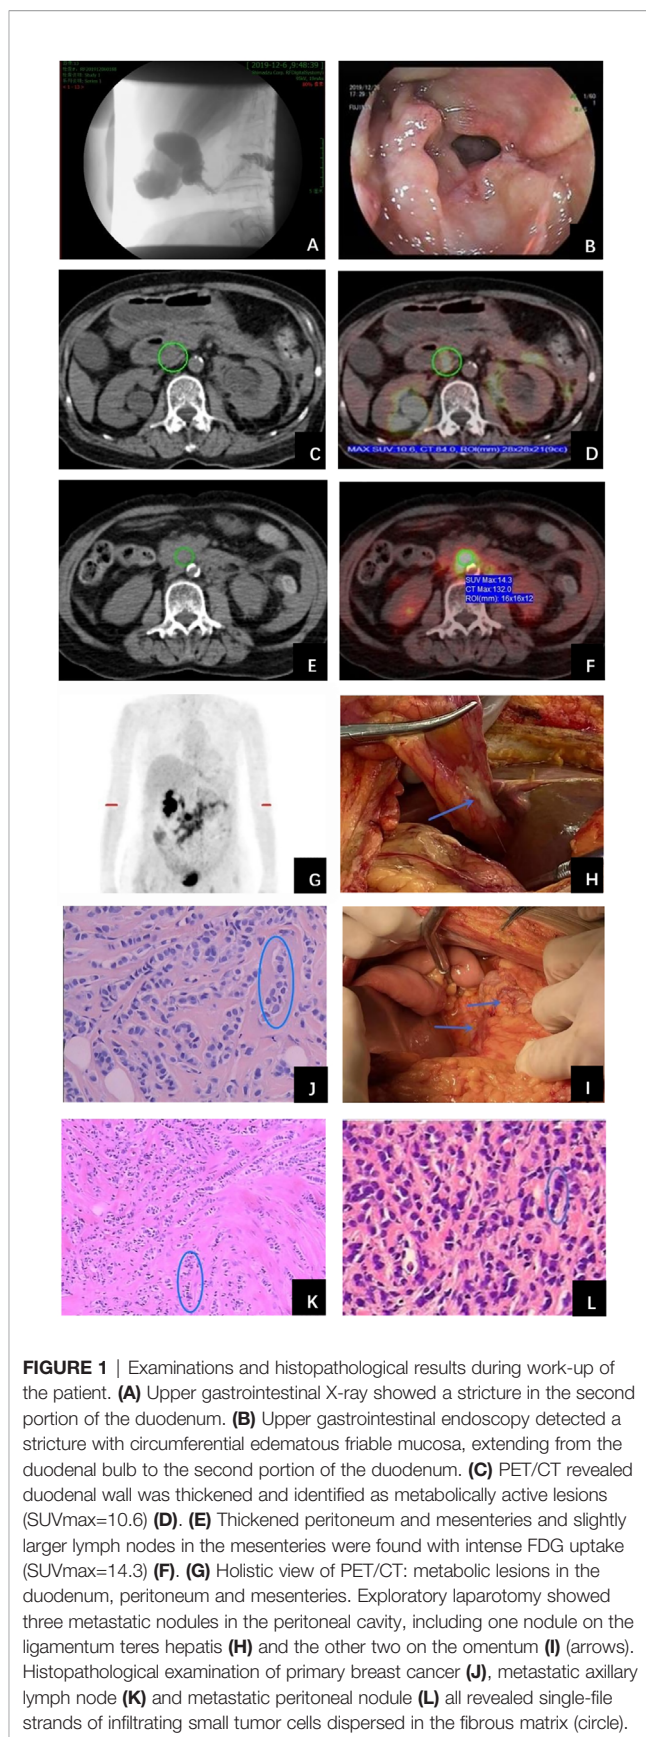 [ 2019-12-6 , 9:48:39 ]
A
2019/12/26
1/60
1
B
C
MAX SUV:10.6, CT 84.0, ROI(mm):28x28x21(9cc)
D
E
SUV Max:14.3
CT Max:132.0
ROI(mm): 16x16x12
F
G
H
J
I
K
L
FIGURE 1 | Examinations and histopathological results during work-up of
the patient. (A) Upper gastrointestinal X-ray showed a stricture in the second
portion of the duodenum. (B) Upper gastrointestinal endoscopy detected a
stricture with circumferential edematous friable mucosa, extending from the
duodenal bulb to the second portion of the duodenum. (C) PET/CT revealed
duodenal wall was thickened and identified as metabolically active lesions
(SUVmax=10.6) (D). (E) Thickened peritoneum and mesenteries and slightly
larger lymph nodes in the mesenteries were found with intense FDG uptake
(SUVmax=14.3) (F). (G) Holistic view of PET/CT: metabolic lesions in the
duodenum, peritoneum and mesenteries. Exploratory laparotomy showed
three metastatic nodules in the peritoneal cavity, including one nodule on the
ligamentum teres hepatis (H) and the other two on the omentum (I) (arrows).
Histopathological examination of primary breast cancer (J), metastatic axillary
lymph node (K) and metastatic peritoneal nodule (L) all revealed single-file
strands of infiltrating small tumor cells dispersed in the fibrous matrix (circle).